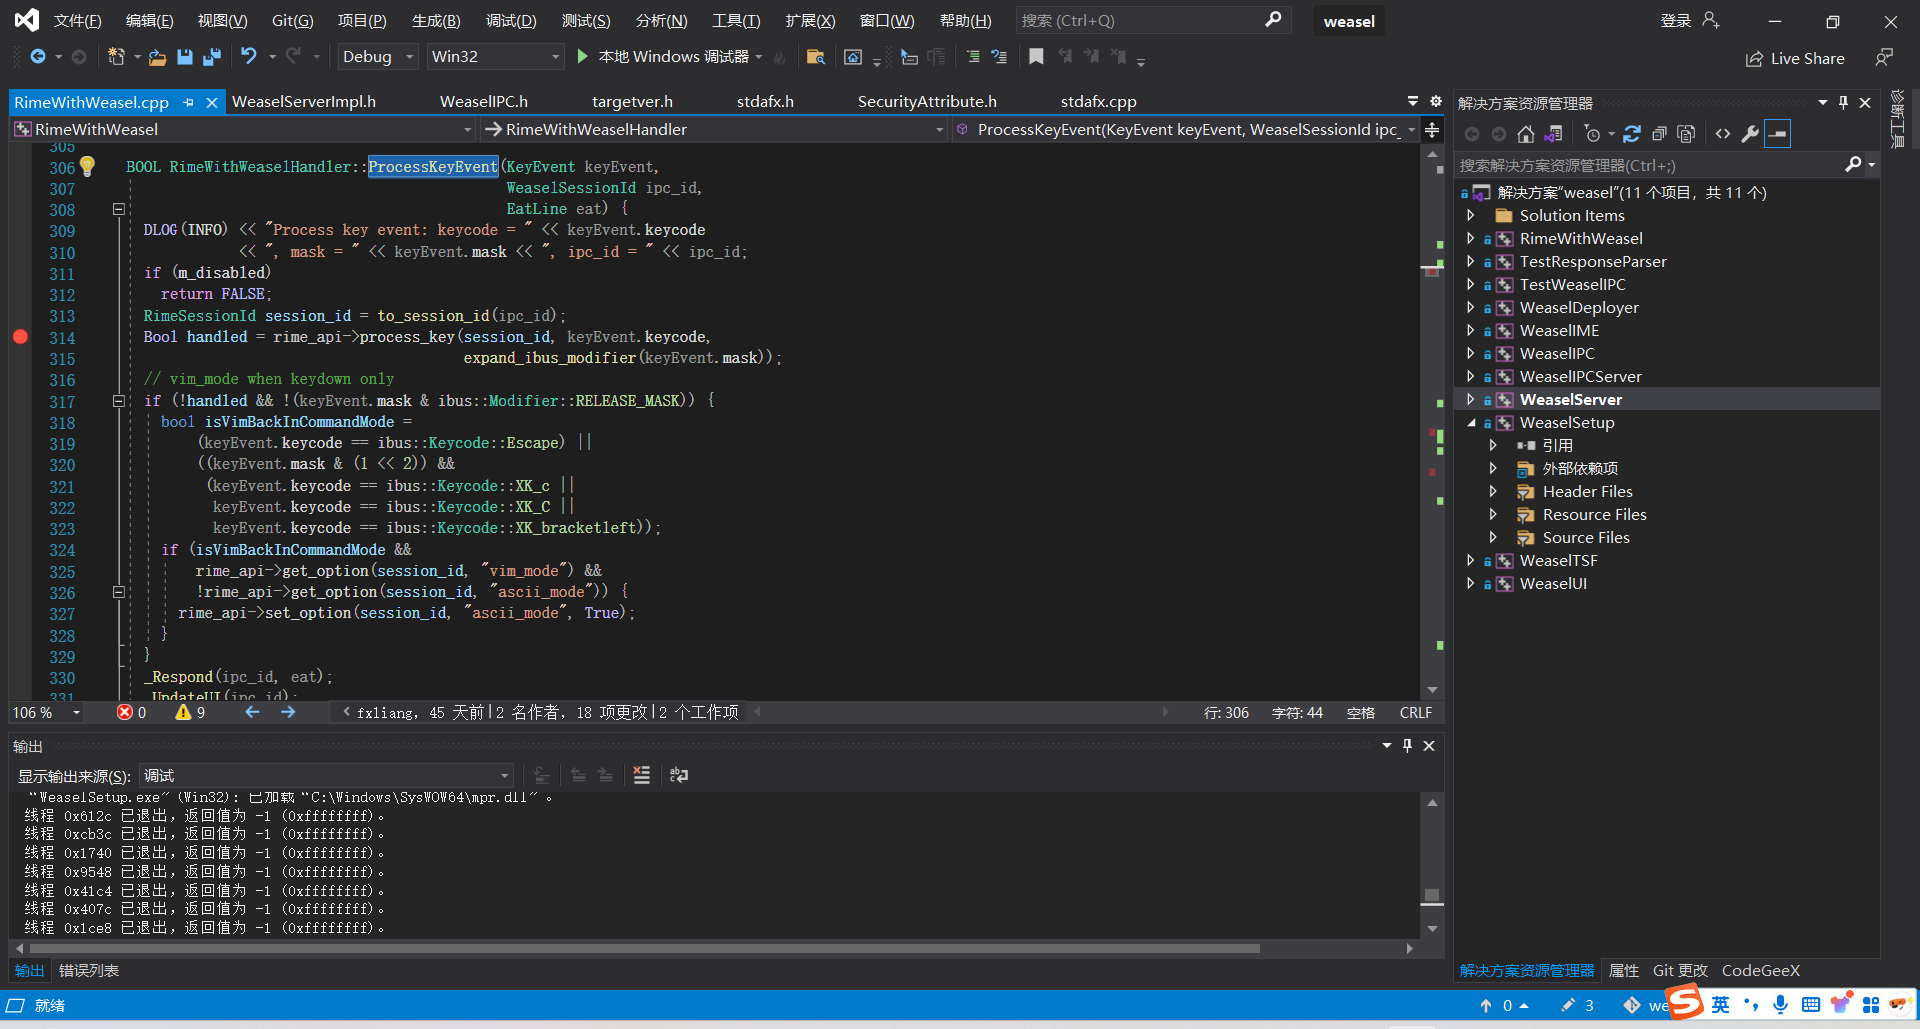 文件(F) 编辑(E) 视图(V) Git(G) 项目(P) 生成(B) 调试(D) 测试(S) 分析(N) 工具(T) 扩展(X) 窗口(W) 帮助(H) 搜索 (Ctrl+Q) weasel 登录
Debug Win32 本地 Windows 调试器 Live Share
RimeWithWeasel.cpp WeaselServerImpl.h WeaselIPC.h targetver.h stdafx.h SecurityAttribute.h stdafx.cpp
RimeWithWeasel RimeWithWeaselHandler ProcessKeyEvent(KeyEvent keyEvent, WeaselSessionId ipc_
305
306 BOOL RimeWithWeaselHandler::ProcessKeyEvent(KeyEvent keyEvent,
307 WeaselSessionId ipc_id,
308 EatLine eat) {
309 DLOG(INFO) << "Process key event: keycode = " << keyEvent.keycode
310 << ", mask = " << keyEvent.mask << ", ipc_id = " << ipc_id;
311 if (m_disabled)
312 return FALSE;
313 RimeSessionId session_id = to_session_id(ipc_id);
314 Bool handled = rime_api->process_key(session_id, keyEvent.keycode,
315 expand_ibus_modifier(keyEvent.mask));
316 // vim_mode when keydown only
317 if (!handled && !(keyEvent.mask & ibus::Modifier::RELEASE_MASK)) {
318 bool isVimBackInCommandMode =
319 (keyEvent.keycode == ibus::Keycode::Escape) ||
320 ((keyEvent.mask & (1 << 2)) &&
321 (keyEvent.keycode == ibus::Keycode::XK_c ||
322 keyEvent.keycode == ibus::Keycode::XK_C ||
323 keyEvent.keycode == ibus::Keycode::XK_bracketleft));
324 if (isVimBackInCommandMode &&
325 rime_api->get_option(session_id, "vim_mode") &&
326 !rime_api->get_option(session_id, "ascii_mode")) {
327 rime_api->set_option(session_id, "ascii_mode", True);
328 }
329 }
330 _Respond(ipc_id, eat);
331 _UpdateUI(ipc_id);
106 % 0 9 fxliang, 45 天前|2 名作者, 18 项更改|2 个工作项 行: 306 字符: 44 空格 CRLF
输出
显示输出来源(S): 调试
"WeaselSetup.exe" (Win32): 已加载 "C:\Windows\SysWOW64\mpr.dll"。
线程 0x612c 已退出，返回值为 -1 (0xffffffff)。
线程 0xcb3c 已退出，返回值为 -1 (0xffffffff)。
线程 0x1740 已退出，返回值为 -1 (0xffffffff)。
线程 0x9548 已退出，返回值为 -1 (0xffffffff)。
线程 0x41c4 已退出，返回值为 -1 (0xffffffff)。
线程 0x407c 已退出，返回值为 -1 (0xffffffff)。
线程 0x1ce8 已退出，返回值为 -1 (0xffffffff)。
输出 错误列表
解决方案资源管理器
搜索解决方案资源管理器(Ctrl+;)
解决方案"weasel"(11 个项目，共 11 个)
Solution Items
RimeWithWeasel
TestResponseParser
TestWeaselIPC
WeaselDeployer
WeaselIME
WeaselIPC
WeaselIPCServer
WeaselServer
WeaselSetup
引用
外部依赖项
Header Files
Resource Files
Source Files
WeaselTSF
WeaselUI
解决方案资源管理器 属性 Git 更改 CodeGeeX
诊断工具
就绪 0 3 we 英